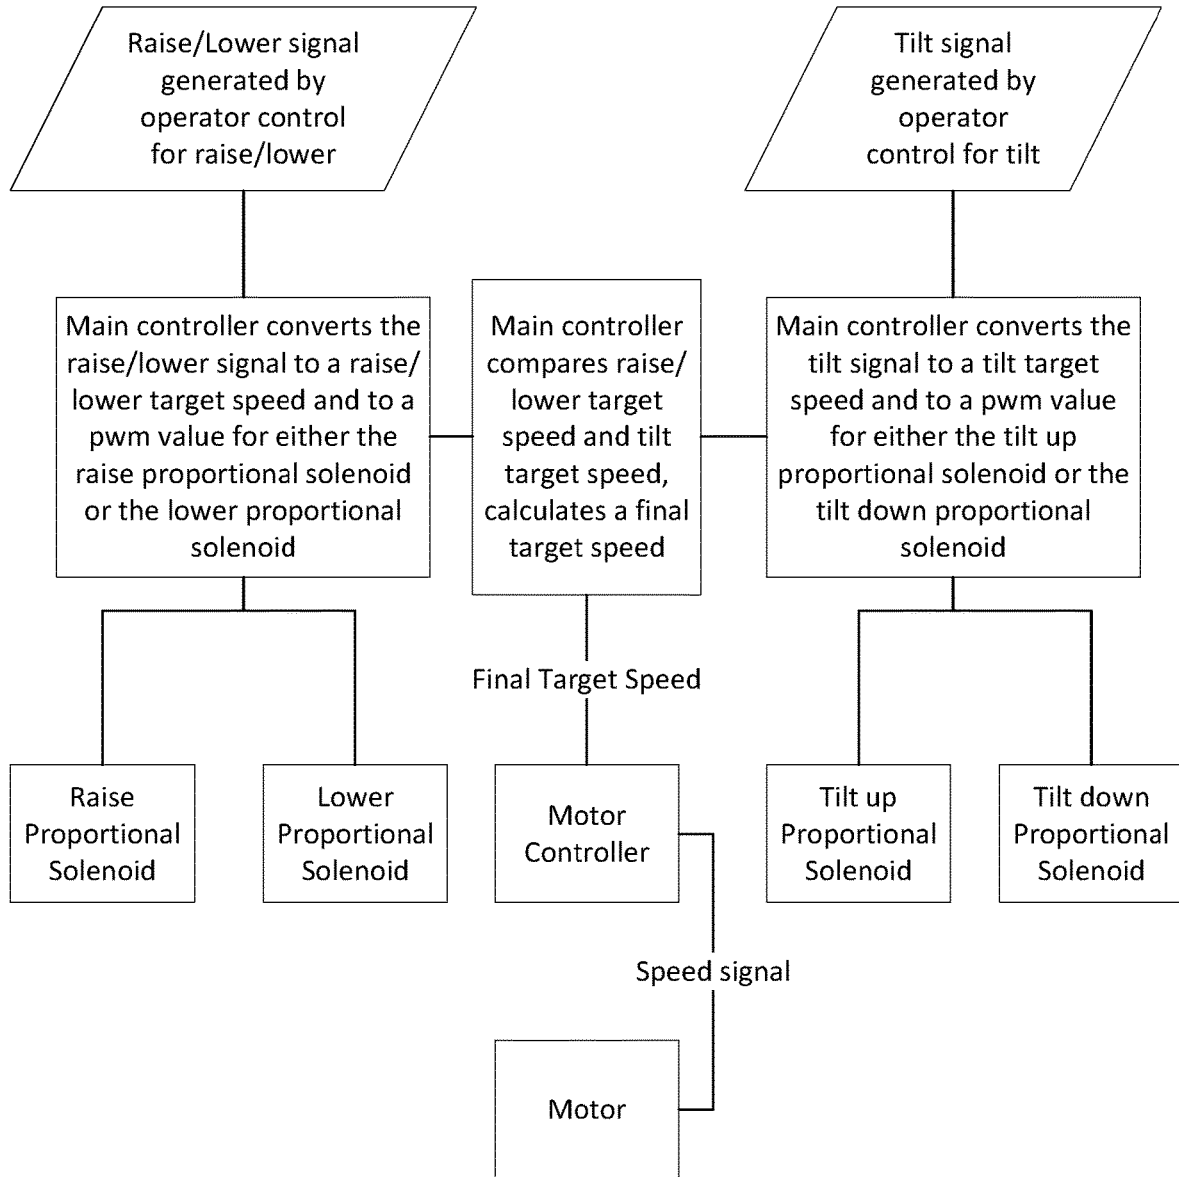 Raise/Lower signal
generated by
operator control
for raise/lower
Tilt signal
generated by
operator
control for tilt
Main controller converts the
raise/lower signal to a raise/
lower target speed and to a
pwm value for either the
raise proportional solenoid
or the lower proportional
solenoid
Main controller
compares raise/
lower target
speed and tilt
target speed,
calculates a final
target speed
Main controller converts the
tilt signal to a tilt target
speed and to a pwm value
for either the tilt up
proportional solenoid or the
tilt down proportional
solenoid
Final Target Speed
Raise
Proportional
Solenoid
Lower
Proportional
Solenoid
Motor
Controller
Tilt up
Proportional
Solenoid
Tilt down
Proportional
Solenoid
Speed signal
Motor